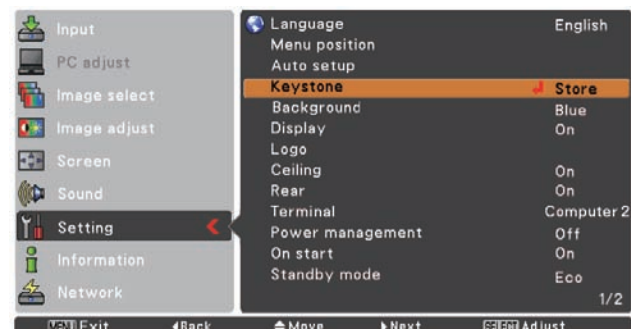 Input
PC adjust
Image select
Image adjust
Screen
Sound
Setting
Information
Network
Language English
Menu position
Auto setup
Keystone Store
Background Blue
Display On
Logo
Ceiling On
Rear On
Terminal Computer 2
Power management Off
On start On
Standby mode Eco
1/2
MENU Exit ◀Back ◆Move ▶Next SELECT Adjust